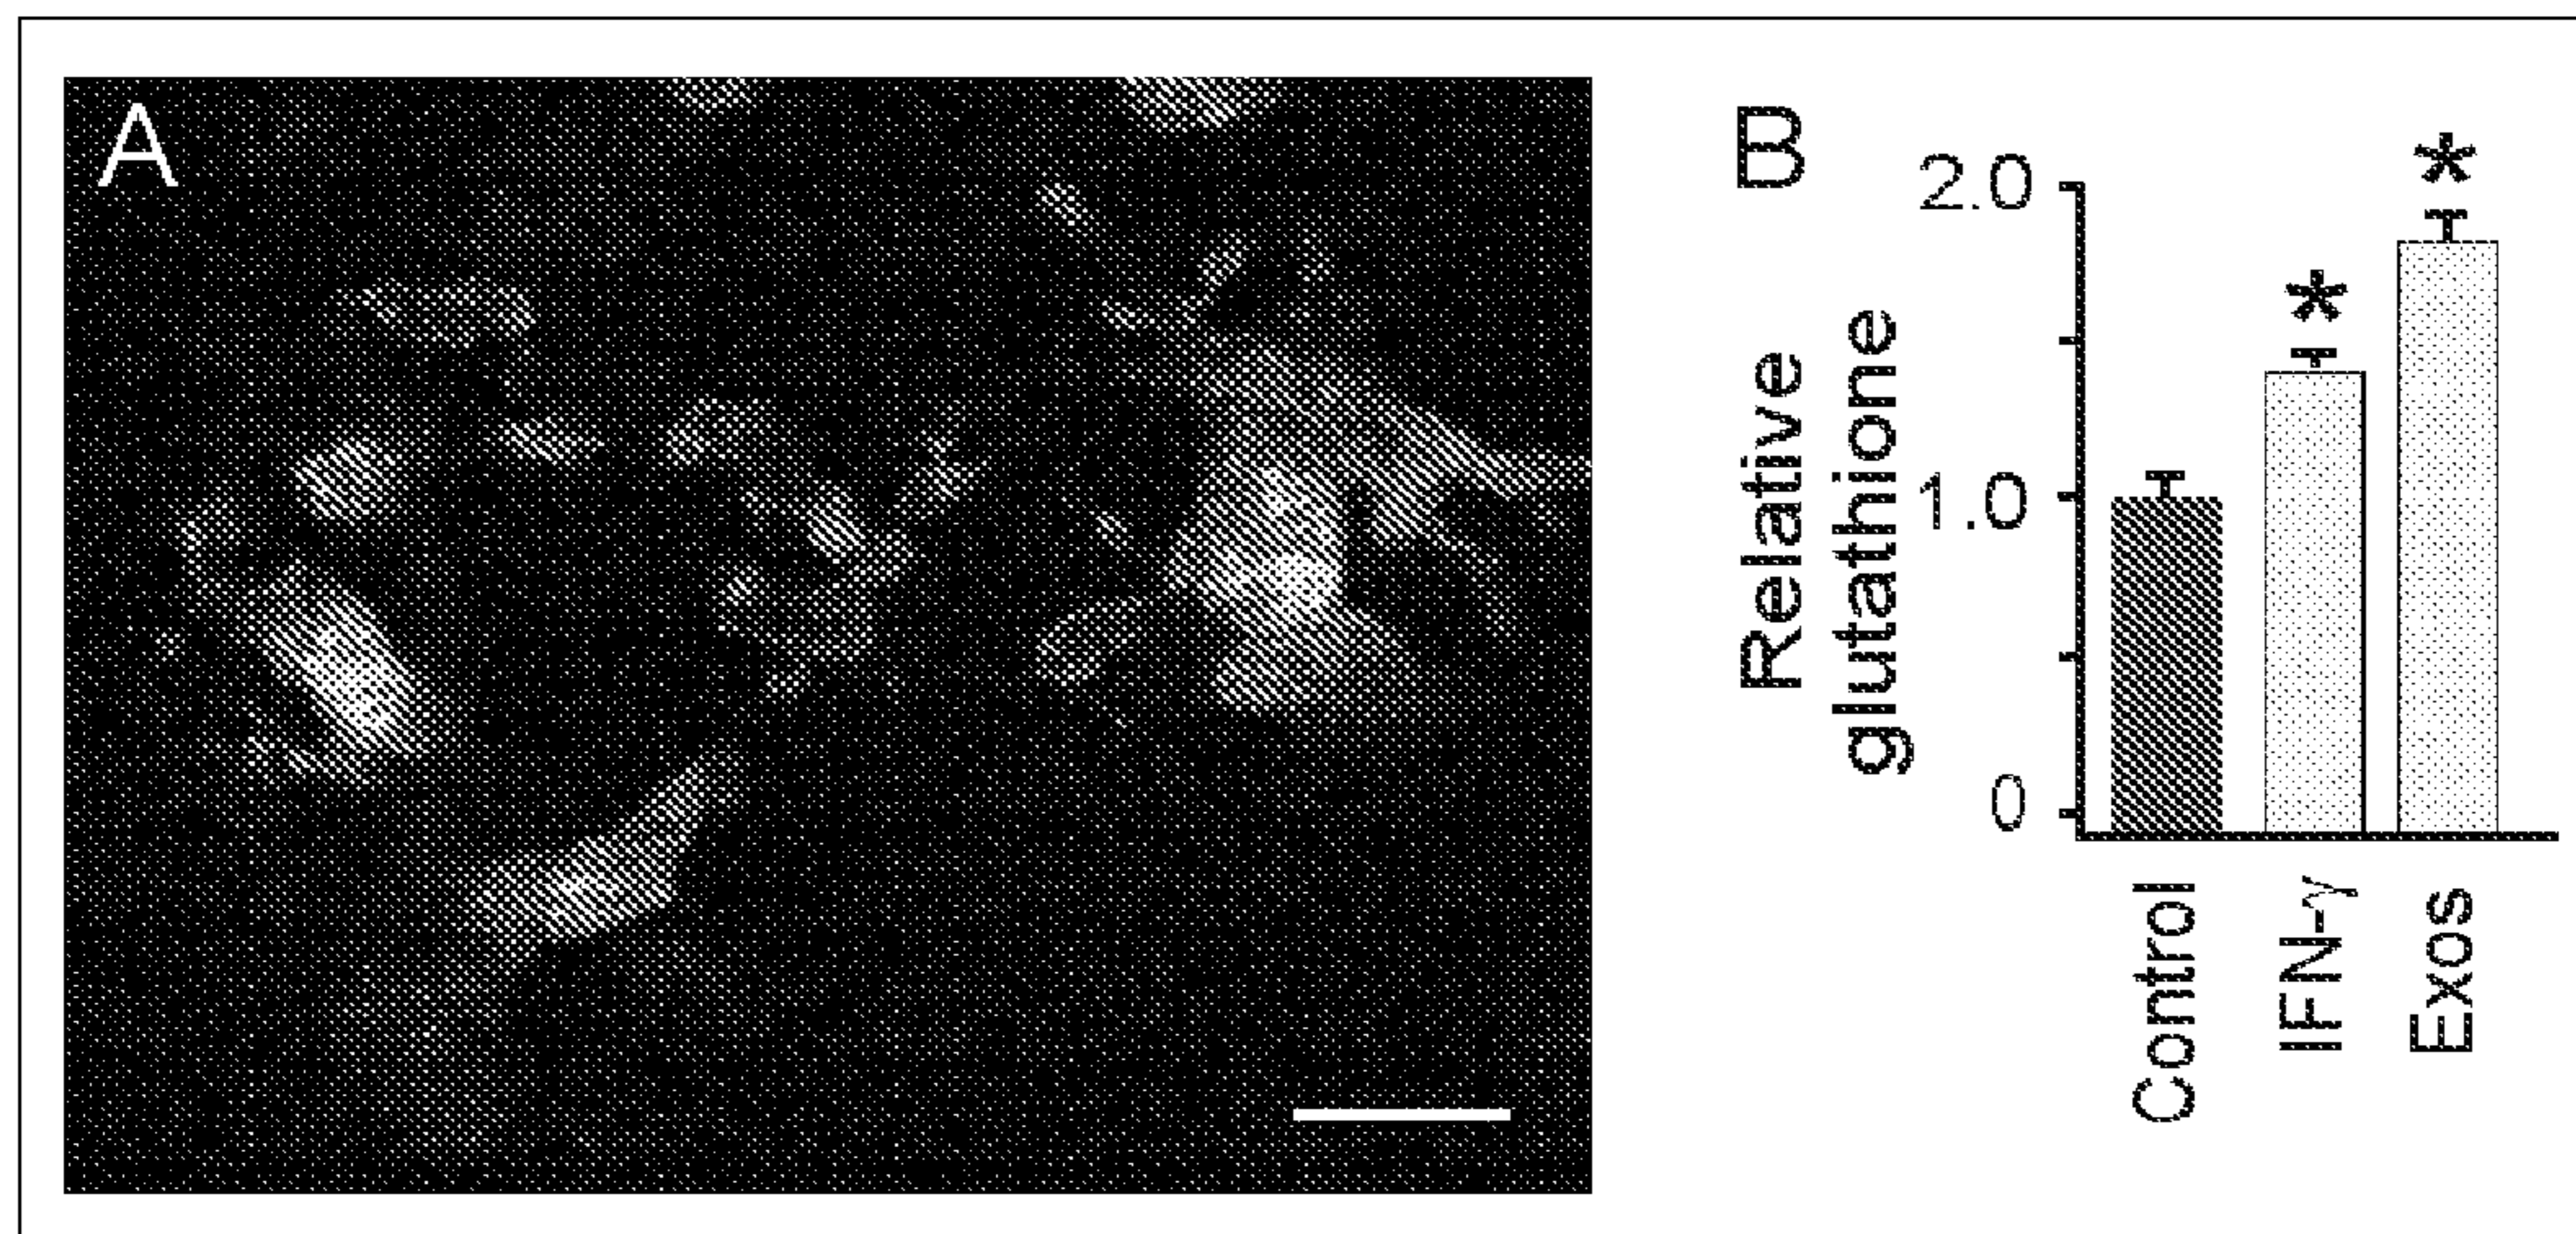 A
B
Relative
glutathione
2.0
1.0
0
*
*
Control
IFN-γ
Exos